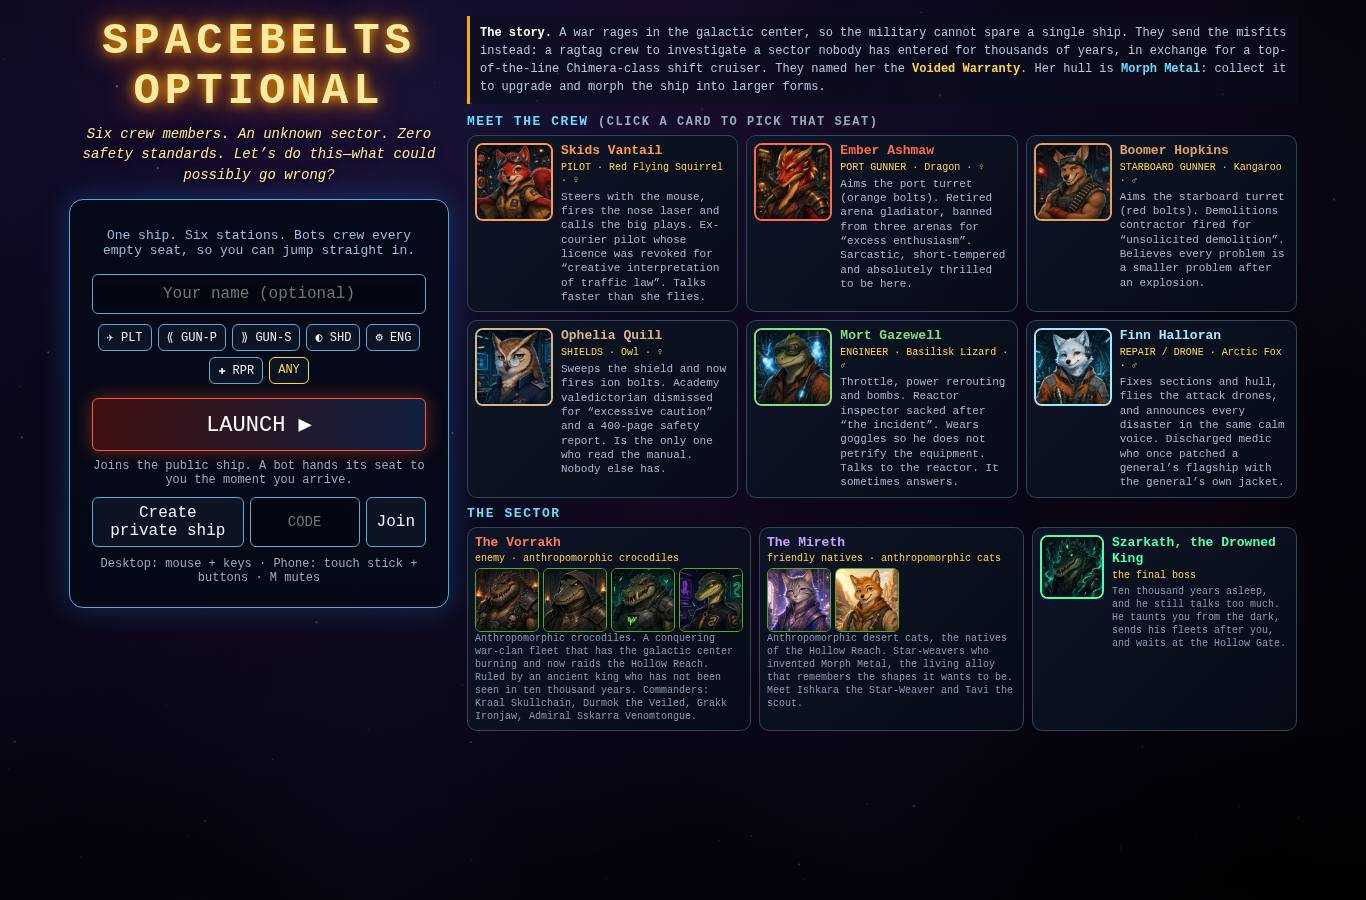 SPACEBELTS
OPTIONAL
Six crew members. An unknown sector. Zero
safety standards. Let’s do this—what could
possibly go wrong?
One ship. Six stations. Bots crew every
empty seat, so you can jump straight in.
Your name (optional)
✈ PLT
⟪ GUN-P
⟫ GUN-S
◐ SHD
⚙ ENG
✚ RPR
ANY
LAUNCH ▶
Joins the public ship. A bot hands its seat to
you the moment you arrive.
Create
private ship
CODE
Join
Desktop: mouse + keys · Phone: touch stick +
buttons · M mutes
The story. A war rages in the galactic center, so the military cannot spare a single ship. They send the misfits
instead: a ragtag crew to investigate a sector nobody has entered for thousands of years, in exchange for a top-
of-the-line Chimera-class shift cruiser. They named her the Voided Warranty. Her hull is Morph Metal: collect it
to upgrade and morph the ship into larger forms.
MEET THE CREW (CLICK A CARD TO PICK THAT SEAT)
Skids Vantail
PILOT · Red Flying Squirrel
· ♀
Steers with the mouse,
fires the nose laser and
calls the big plays. Ex-
courier pilot whose
licence was revoked for
“creative interpretation
of traffic law”. Talks
faster than she flies.
Ember Ashmaw
PORT GUNNER · Dragon · ♀
Aims the port turret
(orange bolts). Retired
arena gladiator, banned
from three arenas for
“excess enthusiasm”.
Sarcastic, short-tempered
and absolutely thrilled
to be here.
Boomer Hopkins
STARBOARD GUNNER · Kangaroo
· ♂
Aims the starboard turret
(red bolts). Demolitions
contractor fired for
“unsolicited demolition”.
Believes every problem is
a smaller problem after
an explosion.
Ophelia Quill
SHIELDS · Owl · ♀
Sweeps the shield and now
fires ion bolts. Academy
valedictorian dismissed
for “excessive caution”
and a 400-page safety
report. Is the only one
who read the manual.
Nobody else has.
Mort Gazewell
ENGINEER · Basilisk Lizard ·
♂
Throttle, power rerouting
and bombs. Reactor
inspector sacked after
“the incident”. Wears
goggles so he does not
petrify the equipment.
Talks to the reactor. It
sometimes answers.
Finn Halloran
REPAIR / DRONE · Arctic Fox
· ♂
Fixes sections and hull,
flies the attack drones,
and announces every
disaster in the same calm
voice. Discharged medic
who once patched a
general’s flagship with
the general’s own jacket.
THE SECTOR
The Vorrakh
enemy · anthropomorphic crocodiles
Anthropomorphic crocodiles. A conquering
war-clan fleet that has the galactic center
burning and now raids the Hollow Reach.
Ruled by an ancient king who has not been
seen in ten thousand years. Commanders:
Kraal Skullchain, Durmok the Veiled, Grakk
Ironjaw, Admiral Sskarra Venomtongue.
The Mireth
friendly natives · anthropomorphic cats
Anthropomorphic desert cats, the natives
of the Hollow Reach. Star-weavers who
invented Morph Metal, the living alloy
that remembers the shapes it wants to be.
Meet Ishkara the Star-Weaver and Tavi the
scout.
Szarkath, the Drowned
King
the final boss
Ten thousand years asleep,
and he still talks too much.
He taunts you from the dark,
sends his fleets after you,
and waits at the Hollow Gate.